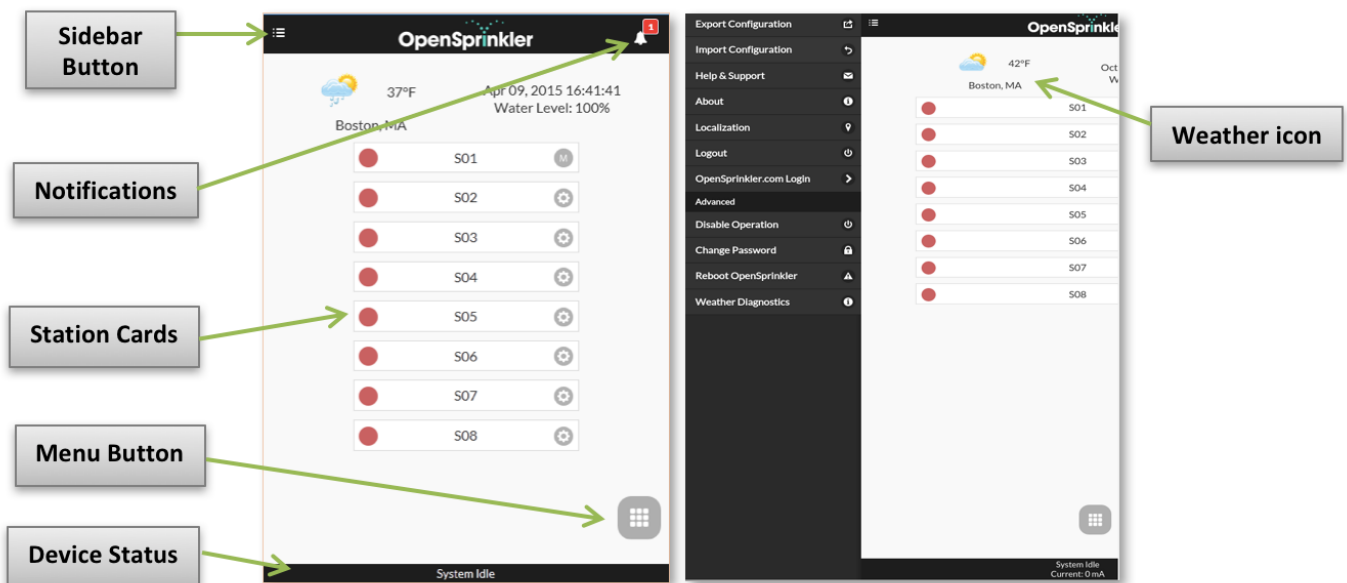 Sidebar
Button
Notifications
Station Cards
Menu Button
Device Status
OpenSprinkler
1
37°F
Apr 09, 2015 16:41:41
Water Level: 100%
Boston, MA
S01
M
S02
S03
S04
S05
S06
S07
S08
System Idle
Export Configuration
Import Configuration
Help & Support
About
Localization
Logout
OpenSprinkler.com Login
Advanced
Disable Operation
Change Password
Reboot OpenSprinkler
Weather Diagnostics
OpenSprinkle
42°F
Oct
W
Boston, MA
S01
S02
S03
S04
S05
S06
S07
S08
System Idle
Current: 0 mA
Weather icon